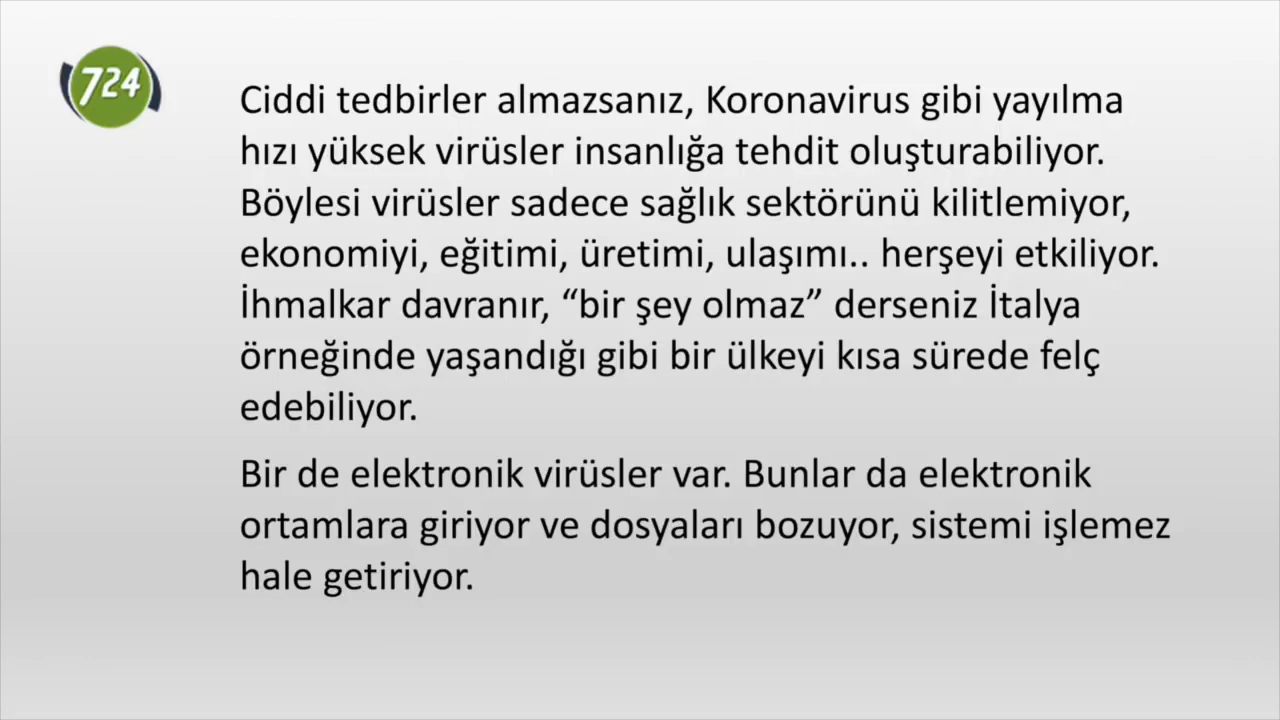 724
Ciddi tedbirler almazsanız, Koronavirus gibi yayılma
hızı yüksek virüsler insanlığa tehdit oluşturabiliyor.
Böylesi virüsler sadece sağlık sektörünü kilitlemiyor,
ekonomiyi, eğitimi, üretimi, ulaşımı.. herşeyi etkiliyor.
İhmalkar davranır, “bir şey olmaz” derseniz İtalya
örneğinde yaşandığı gibi bir ülkeyi kısa sürede felç
edebiliyor.
Bir de elektronik virüsler var. Bunlar da elektronik
ortamlara giriyor ve dosyaları bozuyor, sistemi işlemez
hale getiriyor.